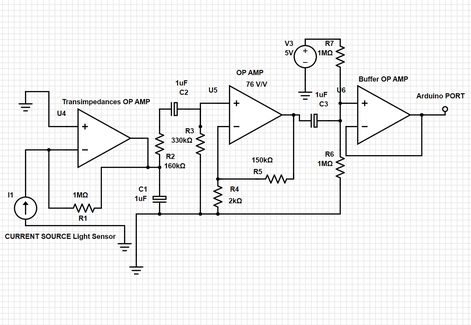 V3
5V
R7
1MΩ
OP AMP
76 V/V
Buffer OP AMP
1uF
C2
U5
1uF
C3
U6
Arduino PORT
Transimpedances OP AMP
U4
R3
330kΩ
R2
160kΩ
150kΩ
R5
R6
1MΩ
R4
2kΩ
C1
1uF
1MΩ
R1
I1
CURRENT SOURCE Light Sensor